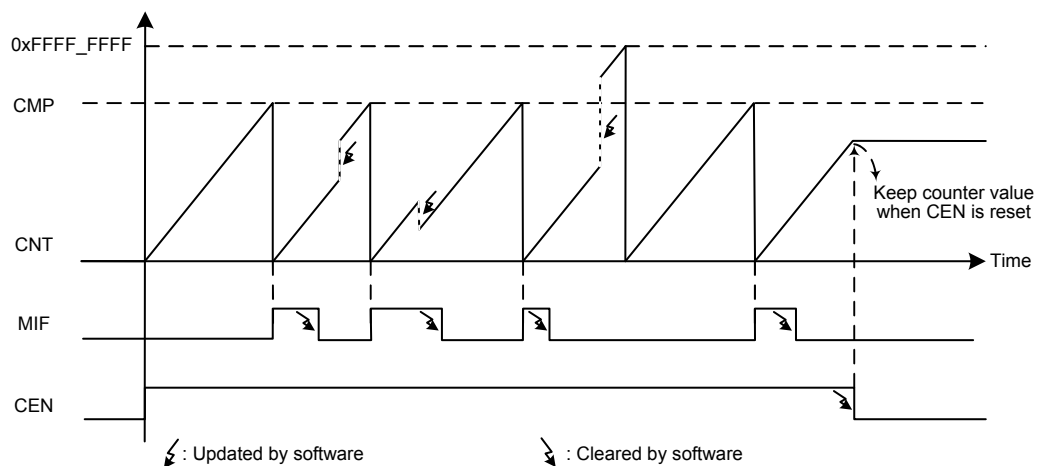 0xFFFF_FFFF
CMP
Keep counter value
when CEN is reset
CNT
Time
MIF
CEN
: Updated by software
: Cleared by software